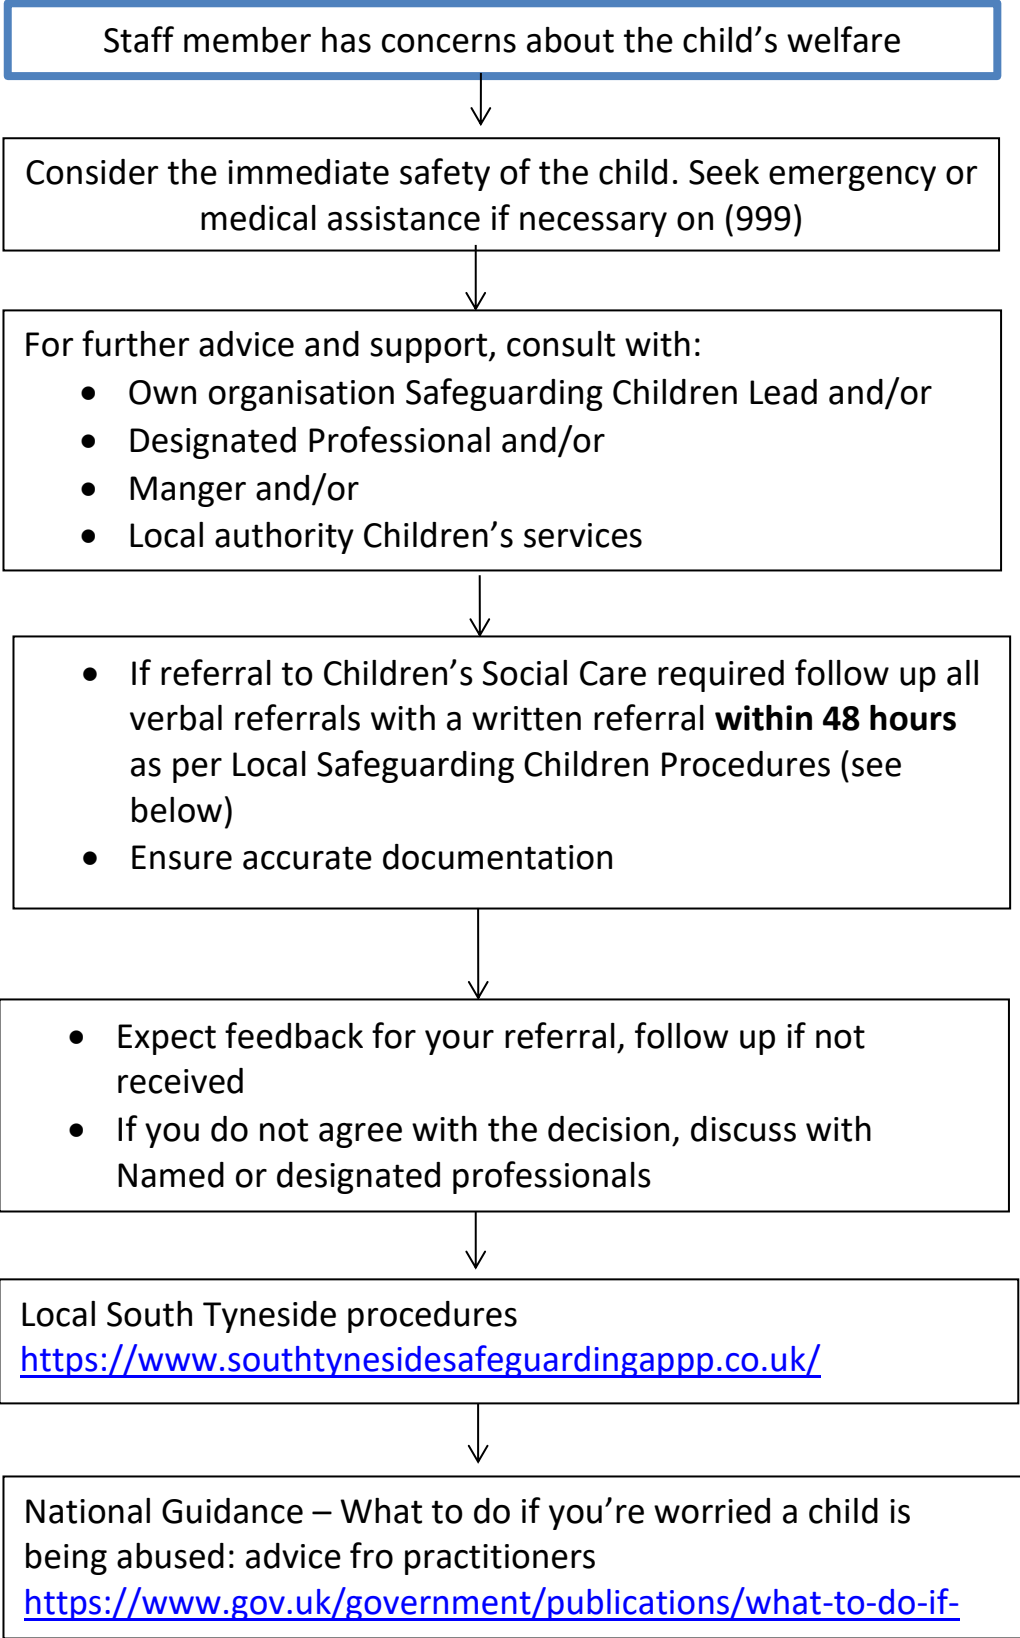 Staff member has concerns about the child’s welfare
Consider the immediate safety of the child. Seek emergency or
medical assistance if necessary on (999)
For further advice and support, consult with:
• Own organisation Safeguarding Children Lead and/or
• Designated Professional and/or
• Manger and/or
• Local authority Children’s services
• If referral to Children’s Social Care required follow up all
verbal referrals with a written referral within 48 hours
as per Local Safeguarding Children Procedures (see
below)
• Ensure accurate documentation
• Expect feedback for your referral, follow up if not
received
• If you do not agree with the decision, discuss with
Named or designated professionals
Local South Tyneside procedures
https://www.southtynesidesafeguardingappp.co.uk/
National Guidance – What to do if you’re worried a child is
being abused: advice fro practitioners
https://www.gov.uk/government/publications/what-to-do-if-